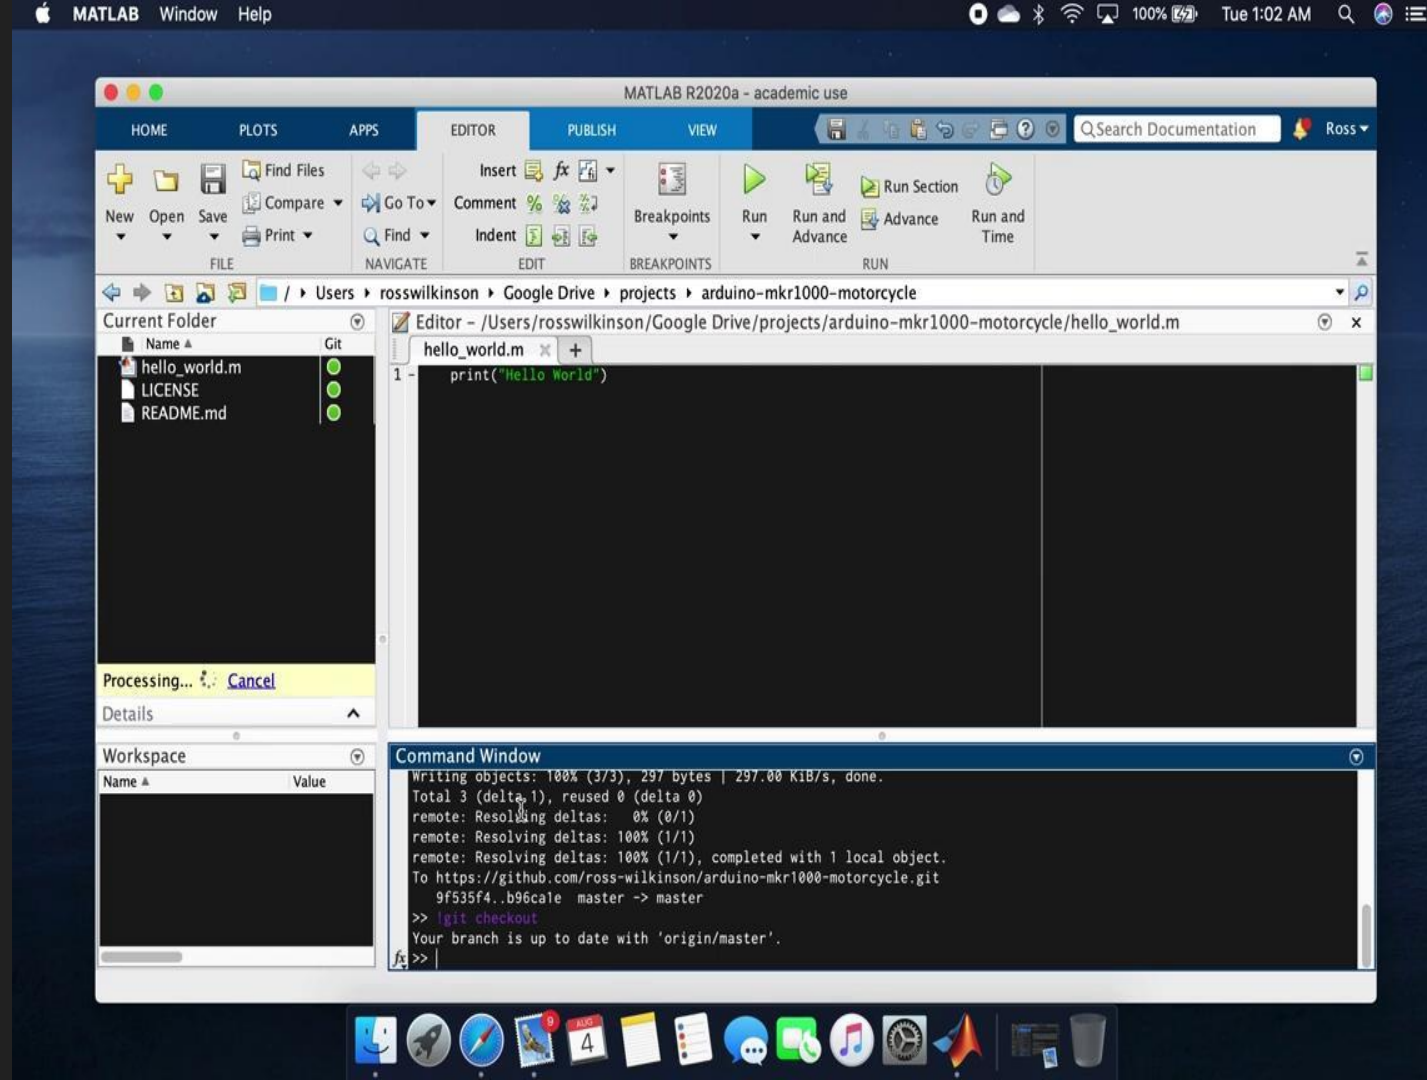 MATLAB Window Help 100% Tue 1:02 AM
MATLAB R2020a - academic use
HOME PLOTS APPS EDITOR PUBLISH VIEW Search Documentation Ross
Find Files Insert fx
New Open Save Compare Go To Comment % Breakpoints Run Run and Advance Run Section Advance Run and Time
Print Find Indent
FILE NAVIGATE EDIT BREAKPOINTS RUN
/ Users rosswilkinson Google Drive projects arduino-mkr1000-motorcycle
Current Folder
Name Git
hello_world.m
LICENSE
README.md
Processing... Cancel
Details
Workspace
Name Value
Editor - /Users/rosswilkinson/Google Drive/projects/arduino-mkr1000-motorcycle/hello_world.m
hello_world.m +
1 - print("Hello World")
Command Window
Writing objects: 100% (3/3), 297 bytes | 297.00 KiB/s, done.
Total 3 (delta 1), reused 0 (delta 0)
remote: Resolving deltas: 0% (0/1)
remote: Resolving deltas: 100% (1/1)
remote: Resolving deltas: 100% (1/1), completed with 1 local object.
To https://github.com/ross-wilkinson/arduino-mkr1000-motorcycle.git
9f535f4..b96ca1e master -> master
>> !git checkout
Your branch is up to date with 'origin/master'.
fx >>
9
AUG
4